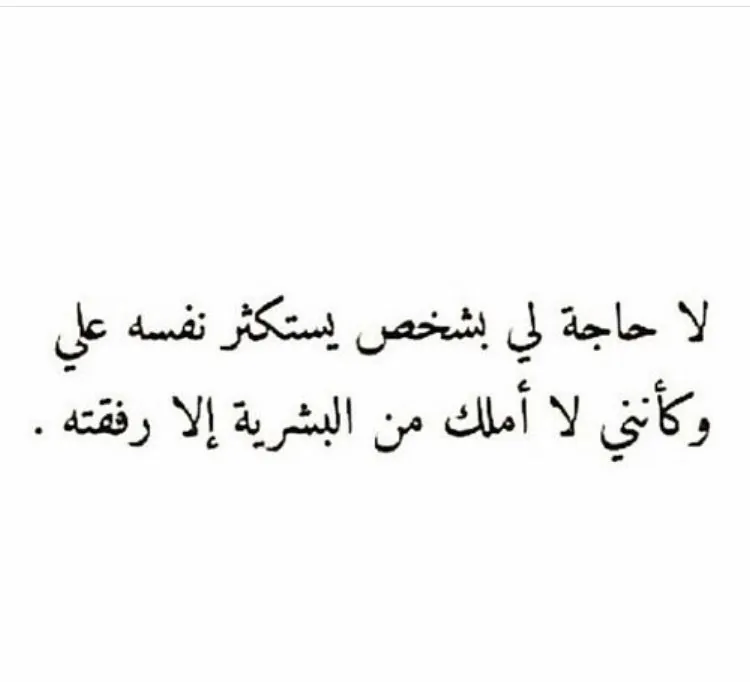 لا حاجة لي بشخص يستكثر نفسه علي
وكأنني لا أملك من البشرية إلا رفقته .